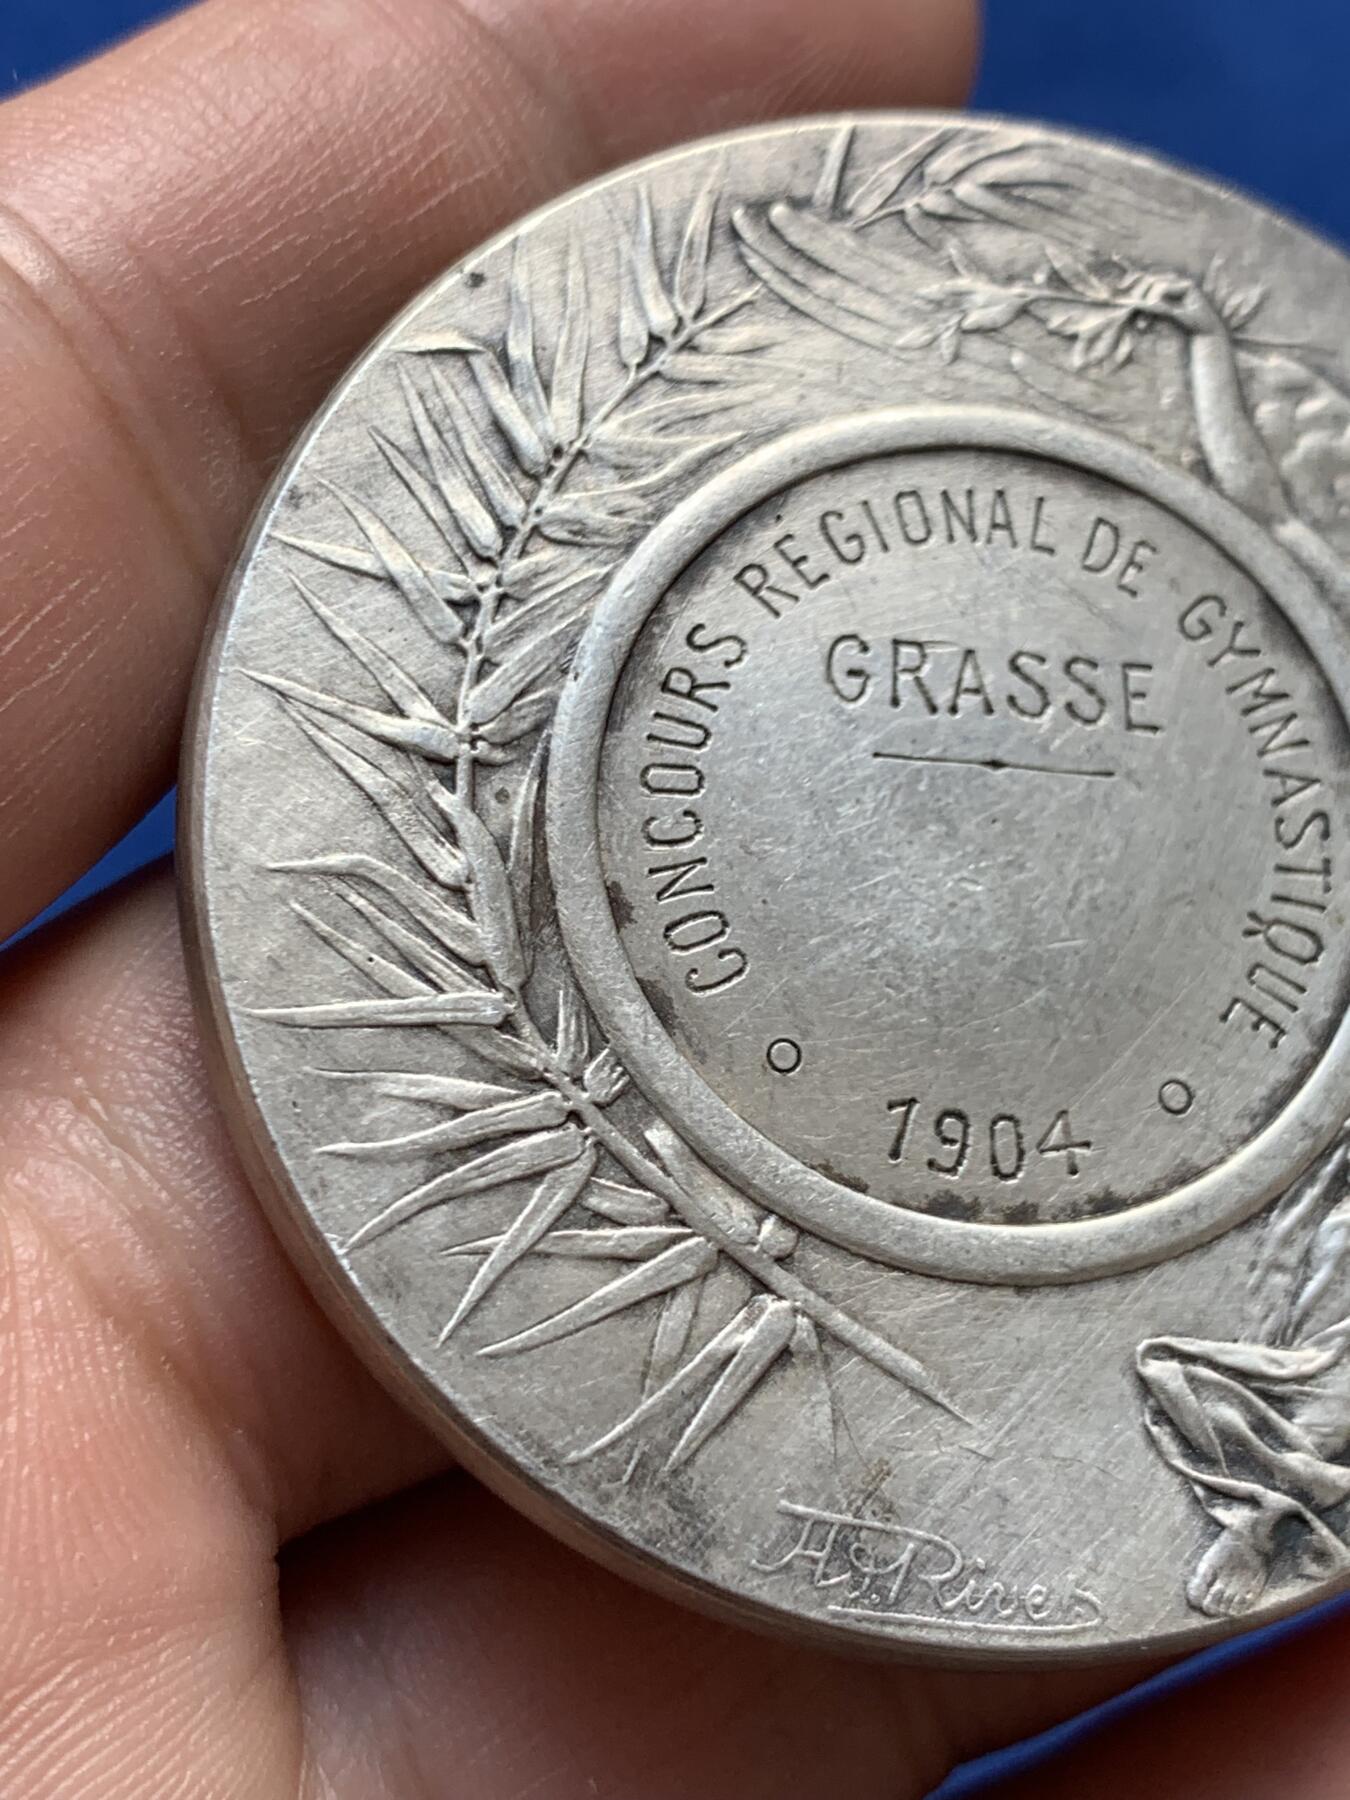 CONCOURS RÉGIONAL DE GYMNASTIQUE
GRASSE
1904
A. Rivet